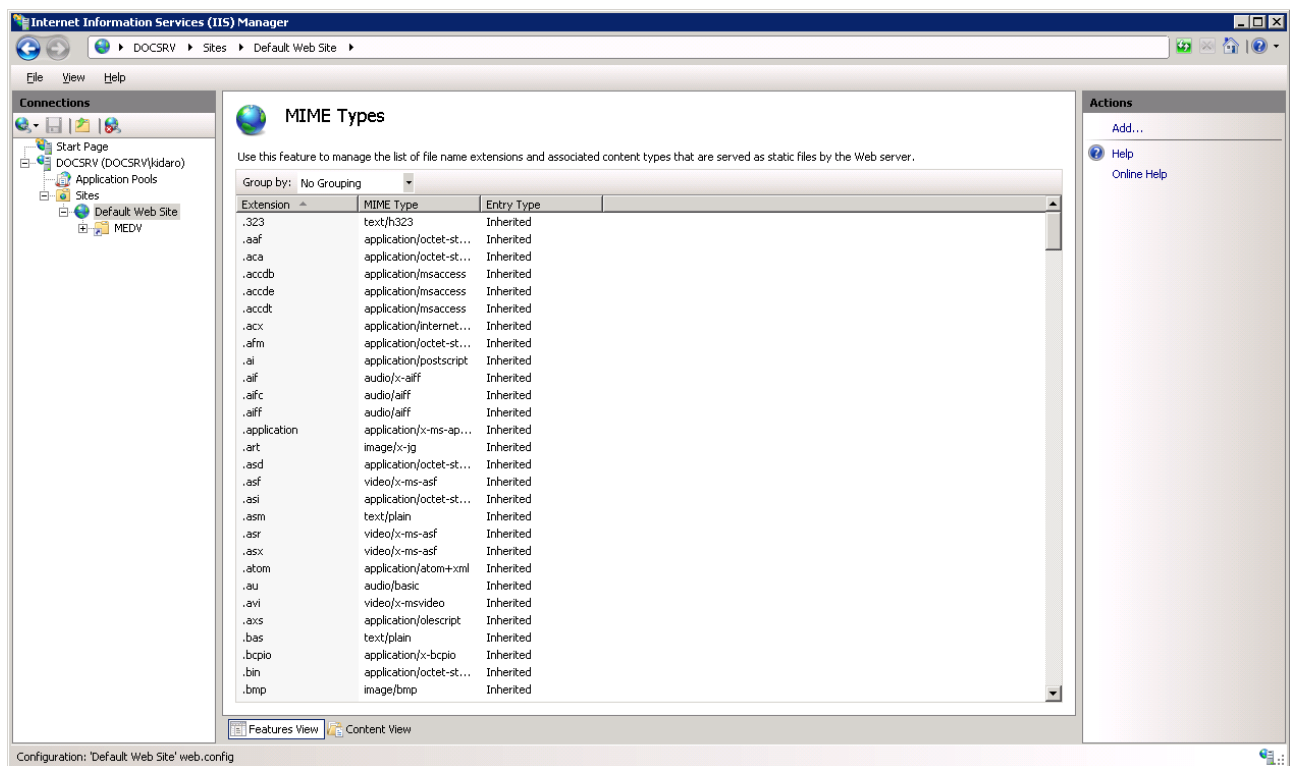 Internet Information Services (IIS) Manager
DOCSRV Sites Default Web Site
File View Help
Connections
Start Page
DOCSRV (DOCSRV\kidaro)
Application Pools
Sites
Default Web Site
MEDV
MIME Types
Use this feature to manage the list of file name extensions and associated content types that are served as static files by the Web server.
Group by: No Grouping
Extension MIME Type Entry Type
.323 text/h323 Inherited
.aaf application/octet-st... Inherited
.aca application/octet-st... Inherited
.accdb application/msaccess Inherited
.accde application/msaccess Inherited
.accdt application/msaccess Inherited
.acx application/internet... Inherited
.afm application/octet-st... Inherited
.ai application/postscript Inherited
.aif audio/x-aiff Inherited
.aifc audio/aiff Inherited
.aiff audio/aiff Inherited
.application application/x-ms-ap... Inherited
.art image/x-jg Inherited
.asd application/octet-st... Inherited
.asf video/x-ms-asf Inherited
.asi application/octet-st... Inherited
.asm text/plain Inherited
.asr video/x-ms-asf Inherited
.asx video/x-ms-asf Inherited
.atom application/atom+xml Inherited
.au audio/basic Inherited
.avi video/x-msvideo Inherited
.axs application/olescript Inherited
.bas text/plain Inherited
.bcpio application/x-bcpio Inherited
.bin application/octet-st... Inherited
.bmp image/bmp Inherited
Features View Content View
Actions
Add...
Help
Online Help
Configuration: 'Default Web Site' web.config